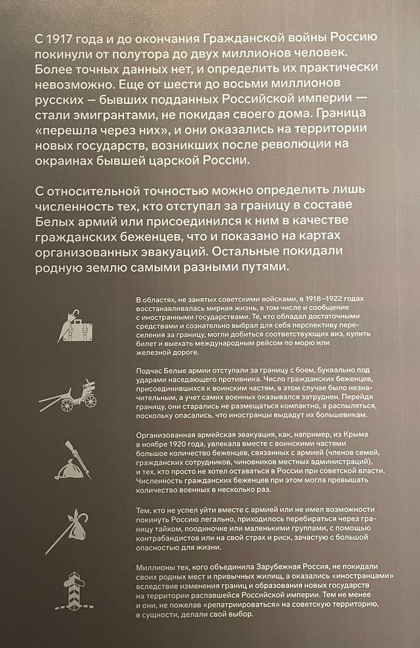 С 1917 года и до окончания Гражданской войны Россию
покинули от полутора до двух миллионов человек.
Более точных данных нет, и определить их практически
невозможно. Еще от шести до восьми миллионов
русских — бывших подданных Российской империи —
стали эмигрантами, не покидая своего дома. Граница
«перешла через них», и они оказались на территории
новых государств, возникших после революции на
окраинах бывшей царской России.
С относительной точностью можно определить лишь
численность тех, кто отступал за границу в составе
Белых армий или присоединился к ним в качестве
гражданских беженцев, что и показано на картах
организованных эвакуаций. Остальные покидали
родную землю самыми разными путями.
В областях, не занятых советскими войсками, в 1918–1922 годах
восстанавливалась мирная жизнь, в том числе и сообщение
с иностранными государствами. Те, кто обладал достаточными
средствами и сознательно выбрал для себя перспективу пере-
селения за границу, могли добиться соответствующих виз, купить
билет и выехать международным рейсом по морю или
железной дороге.
Подчас Белые армии отступали за границу с боем, буквально под
ударами наседающего противника. Число гражданских беженцев,
присоединившихся к воинским частям, в этом случае было незна-
чительным, а учет самих военных оказывался затруднен. Перейдя
границу, они старались не размещаться компактно, а распыляться,
поскольку опасались, что иностранцы выдадут их большевикам.
Организованная армейская эвакуация, как, например, из Крыма
в ноябре 1920 года, увлекала вместе с воинскими частями
большое количество беженцев, связанных с армией (членов семей,
гражданских сотрудников, чиновников местных администраций),
и тех, кто просто не хотел оставаться в России при советской власти.
Численность гражданских беженцев при этом могла превышать
количество военных в несколько раз.
Тем, кто не успел уйти вместе с армией или не имел возможности
покинуть Россию легально, приходилось перебираться через гра-
ницу тайком, поодиночке или маленькими группами, с помощью
контрабандистов или на свой страх и риск, зачастую с большой
опасностью для жизни.
Миллионы тех, кого объединила Зарубежная Россия, не покидали
своих родных мест и привычных жилищ, а оказались «иностранцами»
вследствие изменения границ и образования новых государств
на территории распавшейся Российской империи. Тем не менее
и они, не пожелав «репатриироваться» на советскую территорию,
в сущности, делали свой выбор.